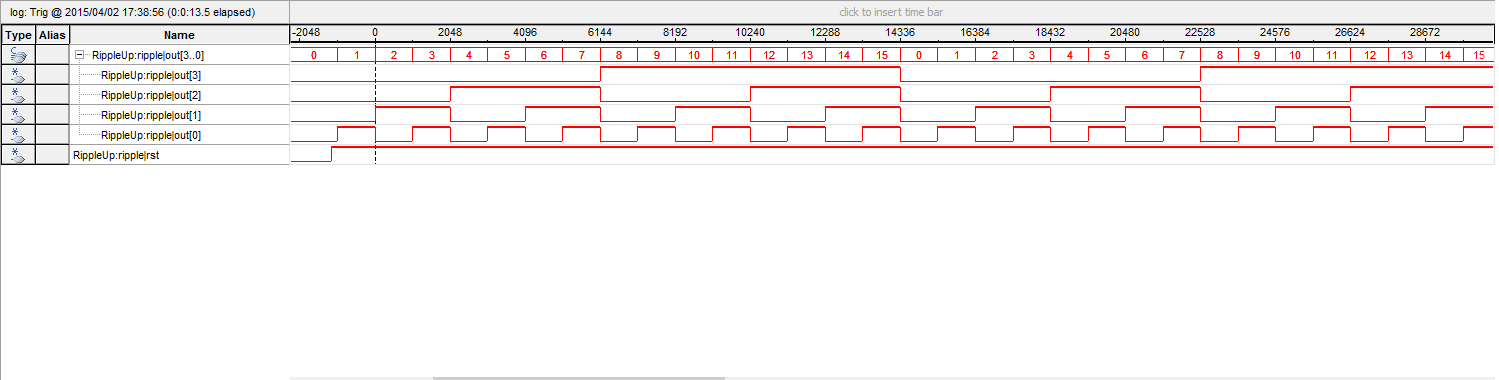 log: Trig @ 2015/04/02 17:38:56 (0:0:13.5 elapsed) click to insert time bar
Type Alias Name -2048 0 2048 4096 6144 8192 10240 12288 14336 16384 18432 20480 22528 24576 26624 28672
RippleUp:ripple|out[3..0] 0 1 2 3 4 5 6 7 8 9 10 11 12 13 14 15 0 1 2 3 4 5 6 7 8 9 10 11 12 13 14 15
RippleUp:ripple|out[3]
RippleUp:ripple|out[2]
RippleUp:ripple|out[1]
RippleUp:ripple|out[0]
RippleUp:ripple|rst